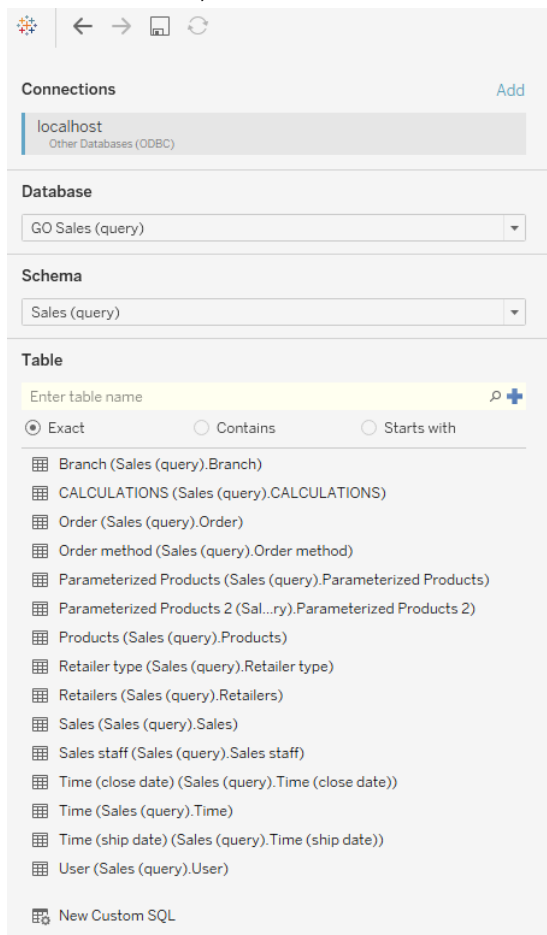 Connections Add
localhost
Other Databases (ODBC)
Database
GO Sales (query)
Schema
Sales (query)
Table
Enter table name
Exact Contains Starts with
Branch (Sales (query).Branch)
CALCULATIONS (Sales (query).CALCULATIONS)
Order (Sales (query).Order)
Order method (Sales (query).Order method)
Parameterized Products (Sales (query).Parameterized Products)
Parameterized Products 2 (Sal...ry).Parameterized Products 2)
Products (Sales (query).Products)
Retailer type (Sales (query).Retailer type)
Retailers (Sales (query).Retailers)
Sales (Sales (query).Sales)
Sales staff (Sales (query).Sales staff)
Time (close date) (Sales (query).Time (close date))
Time (Sales (query).Time)
Time (ship date) (Sales (query).Time (ship date))
User (Sales (query).User)
New Custom SQL